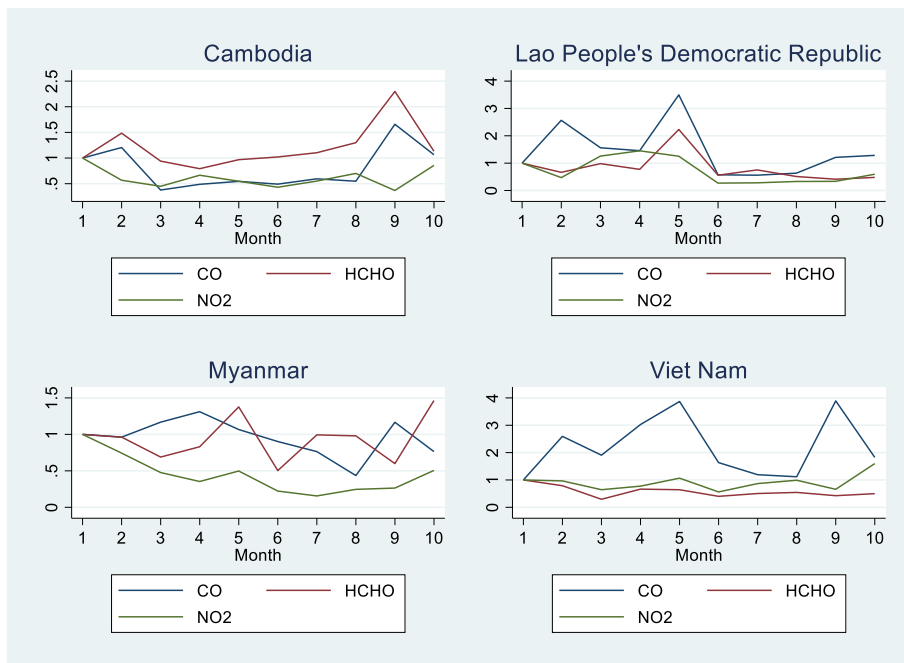 Cambodia
2.5
2
1.5
1
.5
1 2 3 4 5 6 7 8 9 10
Month
CO HCHO
NO2
Lao People's Democratic Republic
4
3
2
1
0
1 2 3 4 5 6 7 8 9 10
Month
CO HCHO
NO2
Myanmar
1.5
1
.5
0
1 2 3 4 5 6 7 8 9 10
Month
CO HCHO
NO2
Viet Nam
4
3
2
1
0
1 2 3 4 5 6 7 8 9 10
Month
CO HCHO
NO2